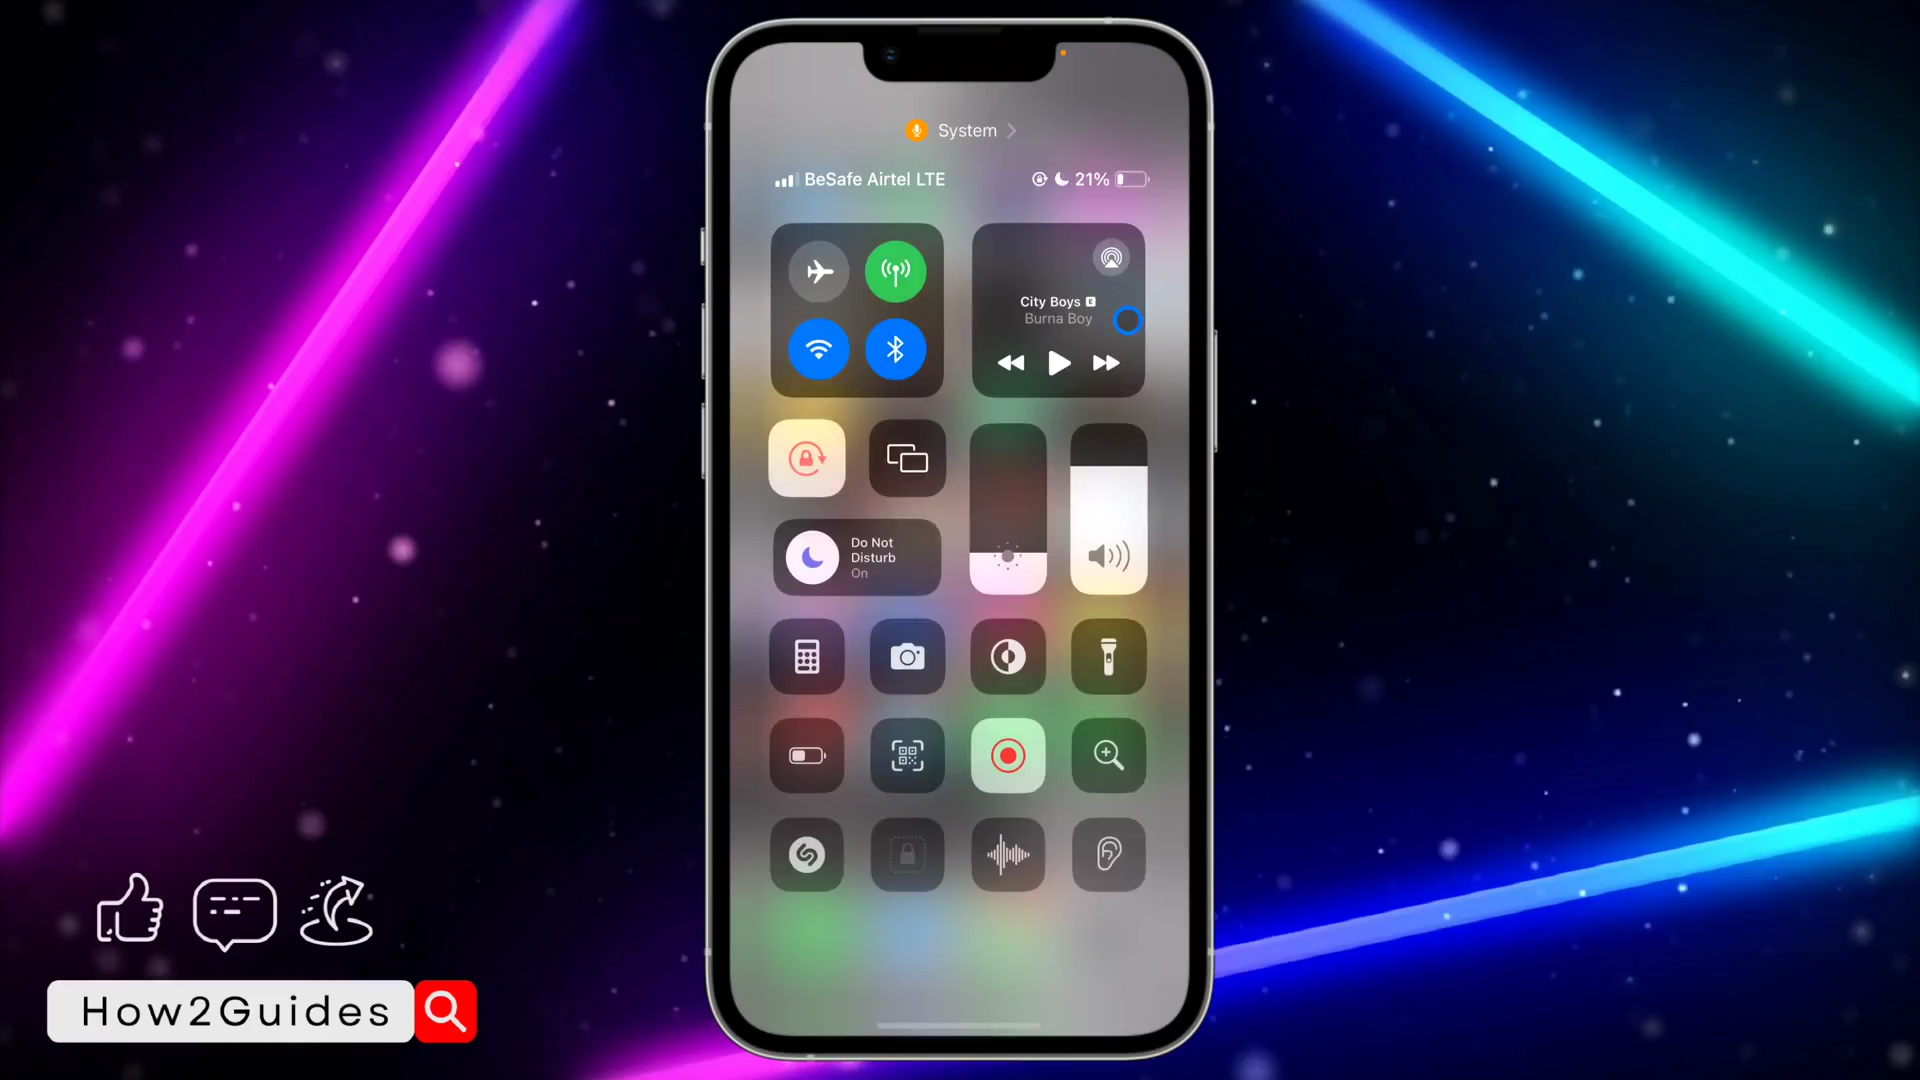 System
BeSafe Airtel LTE
21%
City Boys E
Burna Boy
Do Not
Disturb
On
How2Guides